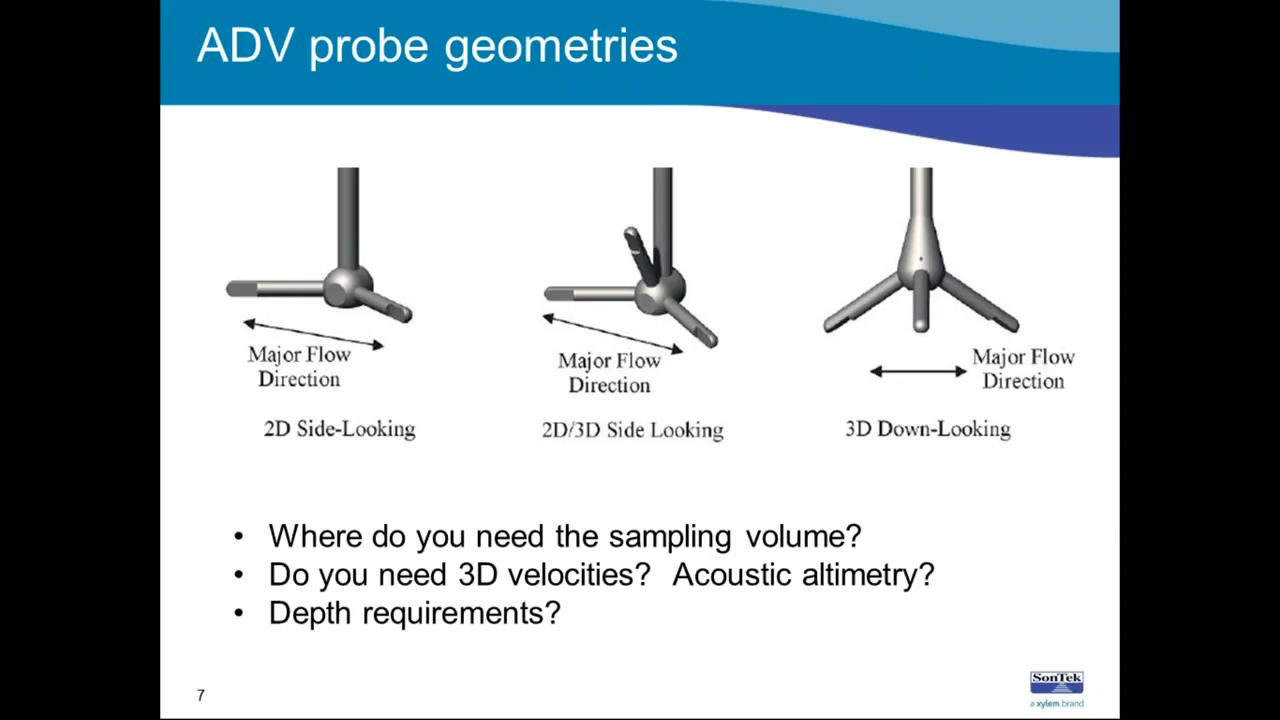 ADV probe geometries
Major Flow
Direction
2D Side-Looking
Major Flow
Direction
2D/3D Side Looking
Major Flow
Direction
3D Down-Looking
• Where do you need the sampling volume?
• Do you need 3D velocities? Acoustic altimetry?
• Depth requirements?
7
SonTek
a xylem brand